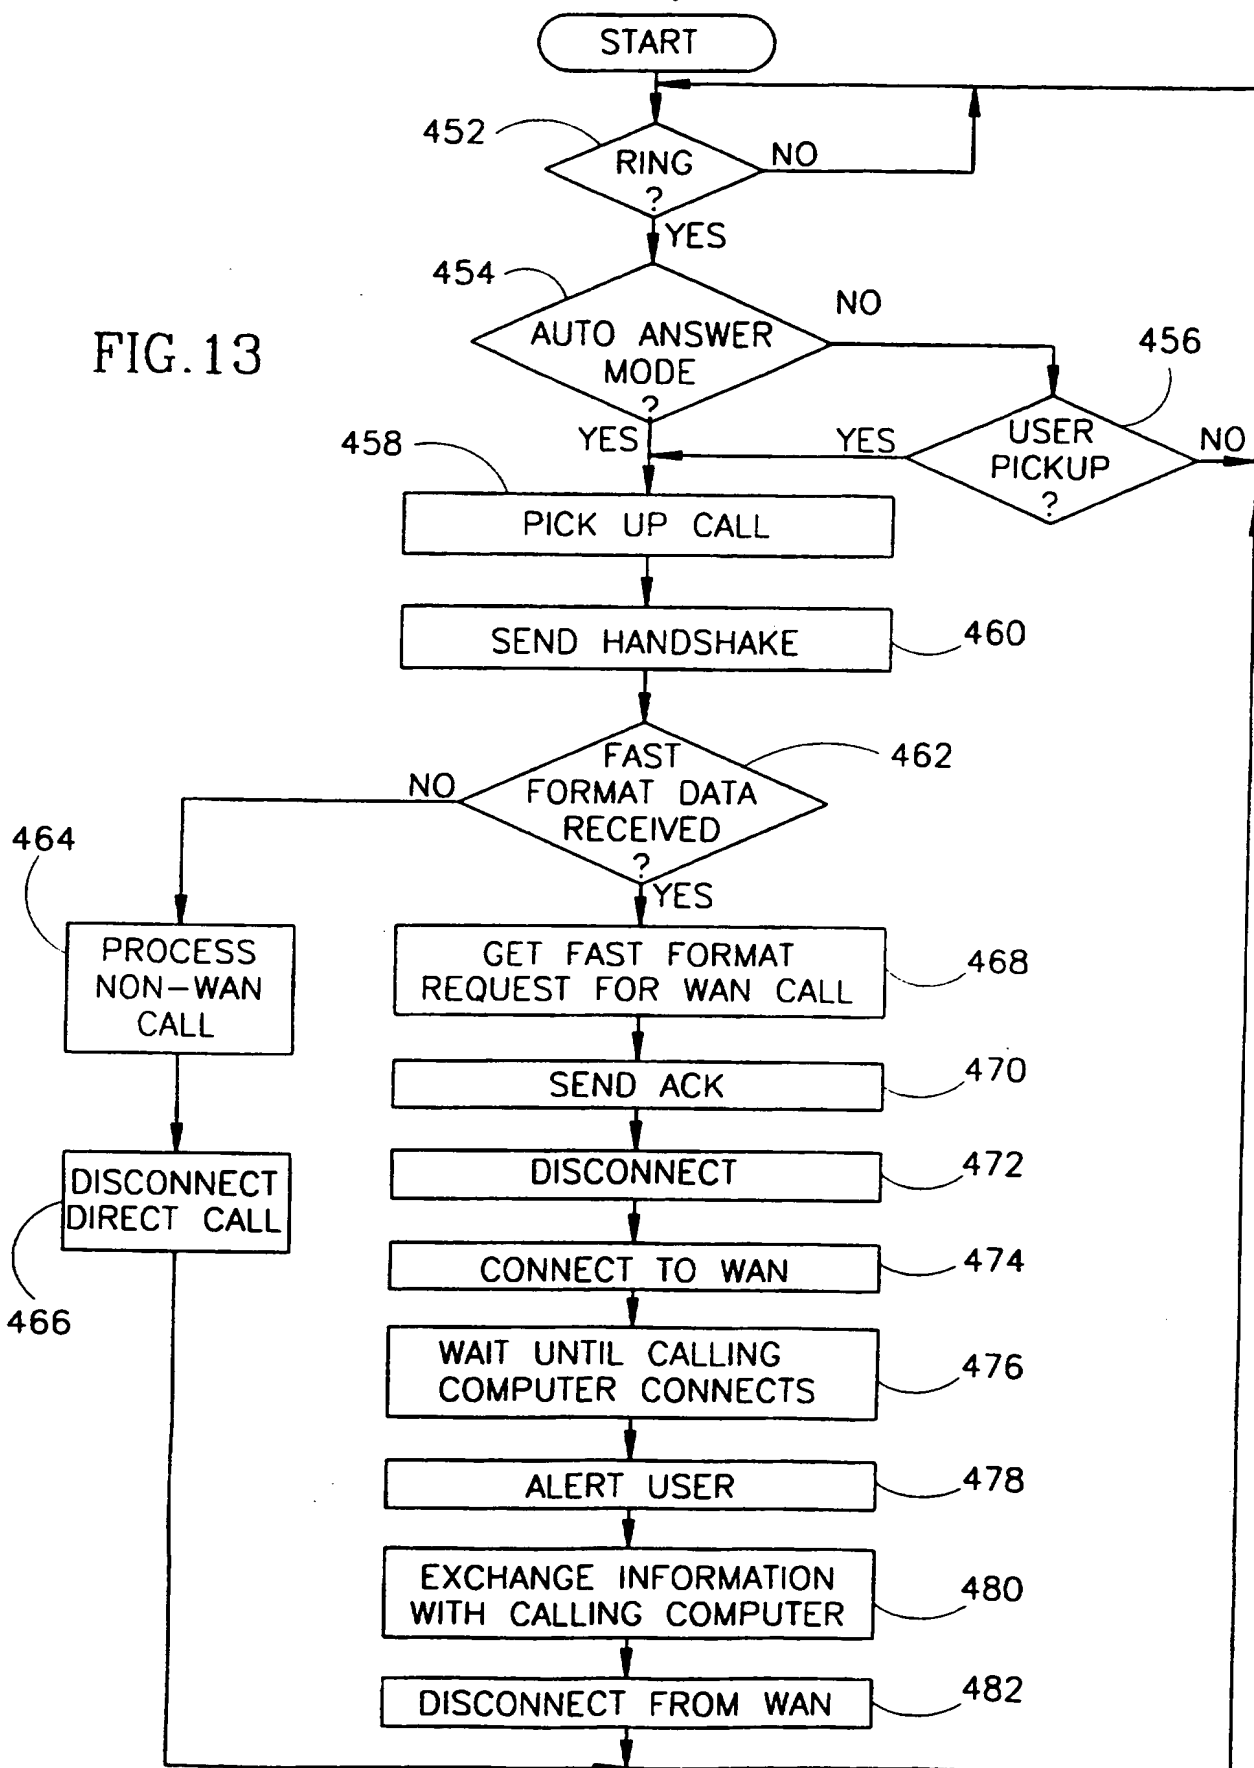 START
452
RING
?
NO
YES
454
AUTO ANSWER
MODE
?
NO
FIG.13
456
USER
PICKUP
?
NO
YES
YES
458
PICK UP CALL
SEND HANDSHAKE
460
FAST
FORMAT DATA
RECEIVED
?
462
NO
YES
464
PROCESS
NON-WAN
CALL
GET FAST FORMAT
REQUEST FOR WAN CALL
468
SEND ACK
470
DISCONNECT
DIRECT CALL
466
DISCONNECT
472
CONNECT TO WAN
474
WAIT UNTIL CALLING
COMPUTER CONNECTS
476
ALERT USER
478
EXCHANGE INFORMATION
WITH CALLING COMPUTER
480
DISCONNECT FROM WAN
482